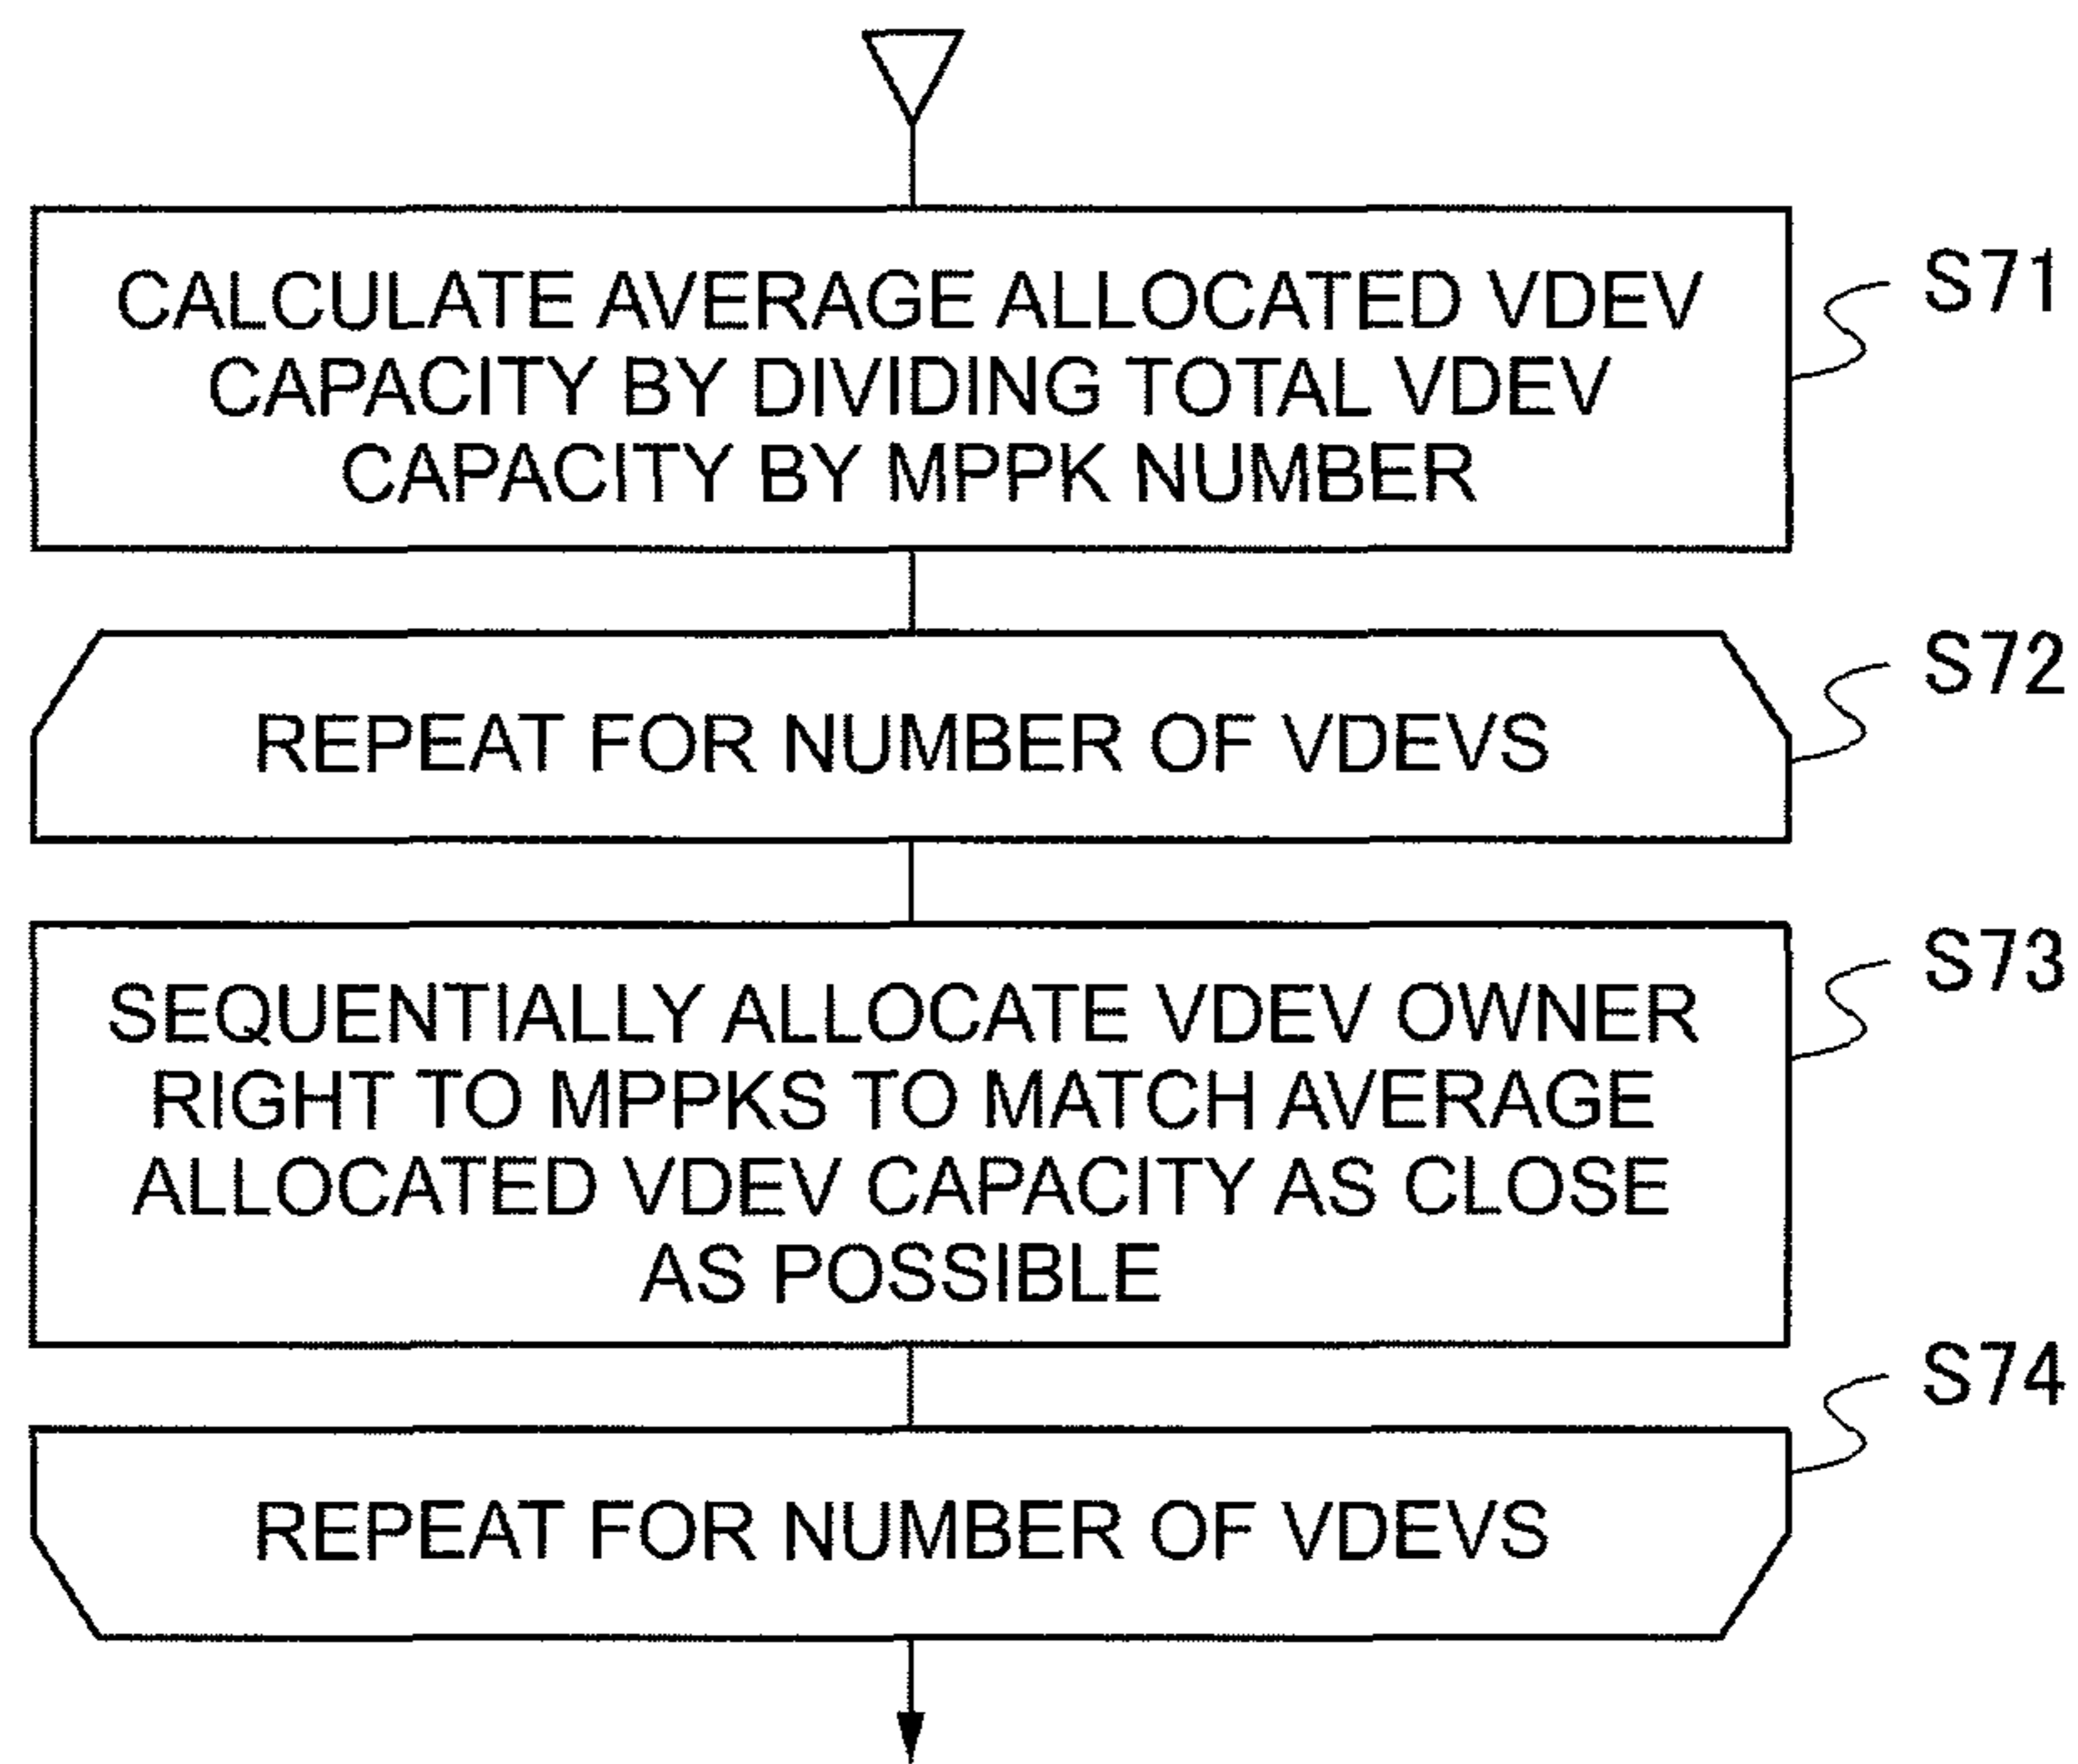 CALCULATE AVERAGE ALLOCATED VDEV
CAPACITY BY DIVIDING TOTAL VDEV
CAPACITY BY MPPK NUMBER
S71
REPEAT FOR NUMBER OF VDEVS
S72
SEQUENTIALLY ALLOCATE VDEV OWNER
RIGHT TO MPPKS TO MATCH AVERAGE
ALLOCATED VDEV CAPACITY AS CLOSE
AS POSSIBLE
S73
REPEAT FOR NUMBER OF VDEVS
S74